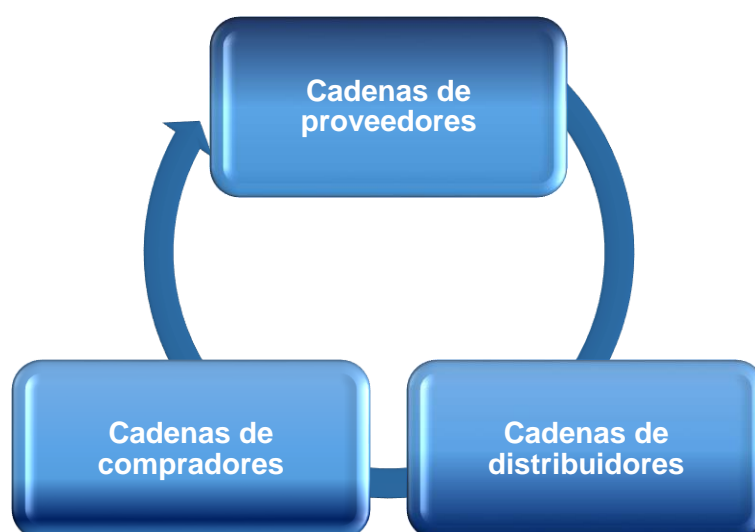 Cadenas de
proveedores
Cadenas de
compradores
Cadenas de
distribuidores